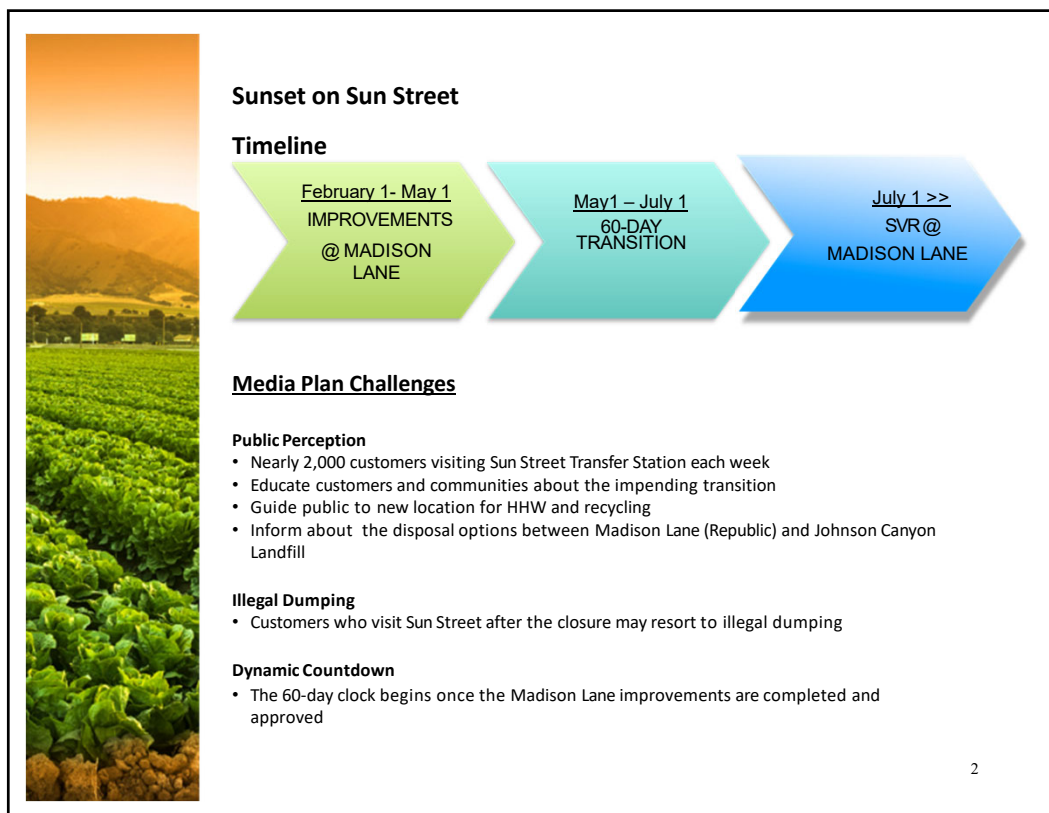 Sunset on Sun Street
Timeline
February 1- May 1
IMPROVEMENTS
@ MADISON
LANE
May1 – July 1
60-DAY
TRANSITION
July 1 >>
SVR@
MADISON LANE
Media Plan Challenges
Public Perception
• Nearly 2,000 customers visiting Sun Street Transfer Station each week
• Educate customers and communities about the impending transition
• Guide public to new location for HHW and recycling
• Inform about the disposal options between Madison Lane (Republic) and Johnson Canyon
Landfill
Illegal Dumping
• Customers who visit Sun Street after the closure may resort to illegal dumping
Dynamic Countdown
• The 60-day clock begins once the Madison Lane improvements are completed and
approved
2